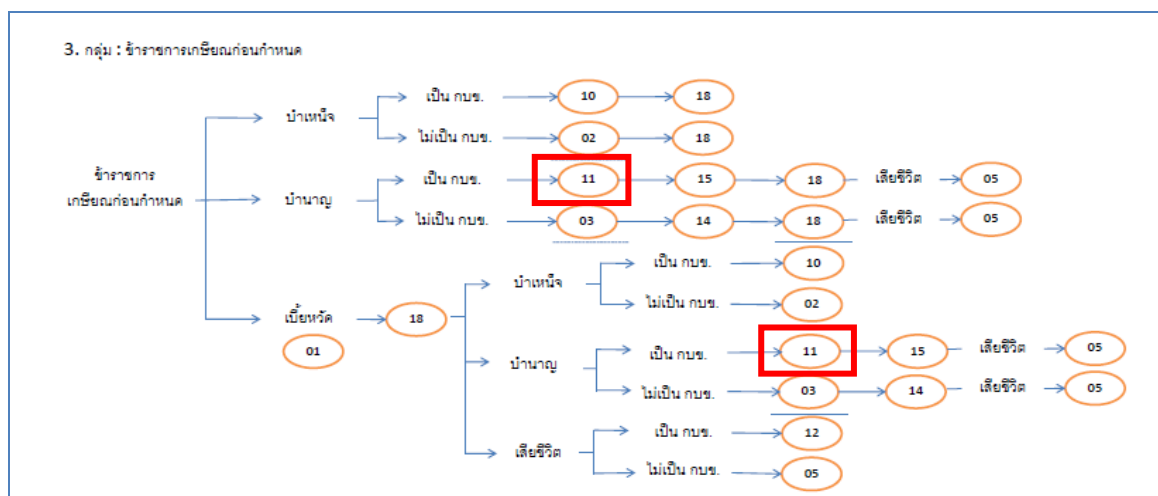 3. กลุ่ม : ข้าราชการเกษียณก่อนกำหนด
เป็น กบข. 10 18
บำเหน็จ
ไม่เป็น กบข. 02 18
ข้าราชการ
เกษียณก่อนกำหนด
เป็น กบข. 11 15 18 เสียชีวิต 05
บำนาญ
ไม่เป็น กบข. 03 14 18 เสียชีวิต 05
เป็น กบข. 10
บำเหน็จ
ไม่เป็น กบข. 02
เบี้ยหวัด 18
01
เป็น กบข. 11 15 เสียชีวิต 05
บำนาญ
ไม่เป็น กบข. 03 14 เสียชีวิต 05
เป็น กบข. 12
เสียชีวิต
ไม่เป็น กบข. 05